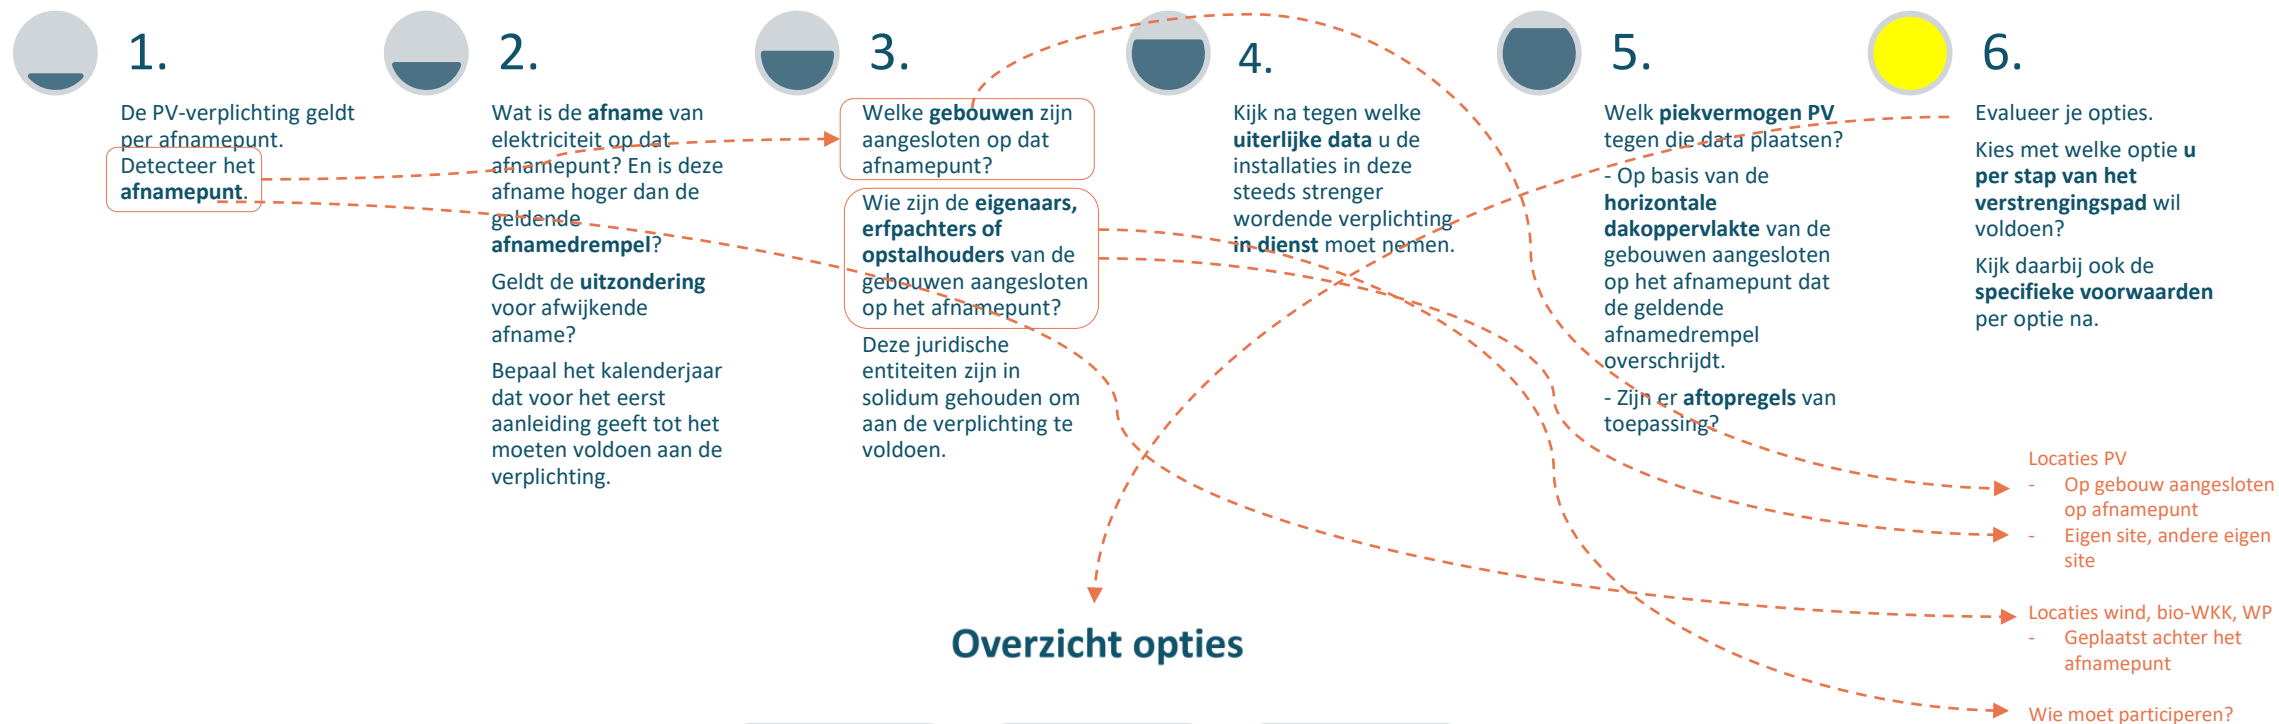 1.
De PV-verplichting geldt
per afnamepunt.
Detecteer het
afnamepunt.
2.
Wat is de afname van
elektriciteit op dat
afnamepunt? En is deze
afname hoger dan de
geldende
afnamedrempel?
Geldt de uitzondering
voor afwijkende
afname?
Bepaal het kalenderjaar
dat voor het eerst
aanleiding geeft tot het
moeten voldoen aan de
verplichting.
3.
Welke gebouwen zijn
aangesloten op dat
afnamepunt?
Wie zijn de eigenaars,
erfpachters of
opstalhouders van de
gebouwen aangesloten
op het afnamepunt?
Deze juridische
entiteiten zijn in
solidum gehouden om
aan de verplichting te
voldoen.
4.
Kijk na tegen welke
uiterlijke data u de
installaties in deze
steeds strenger
wordende verplichting
in dienst moet nemen.
5.
Welk piekvermogen PV
tegen die data plaatsen?
- Op basis van de
horizontale
dakoppervlakte van de
gebouwen aangesloten
op het afnamepunt dat
de geldende
afnamedrempel
overschrijdt.
- Zijn er aftopregels van
toepassing?
6.
Evalueer je opties.
Kies met welke optie u
per stap van het
verstrengingspad wil
voldoen?
Kijk daarbij ook de
specifieke voorwaarden
per optie na.
Locaties PV
- Op gebouw aangesloten
op afnamepunt
- Eigen site, andere eigen
site
Locaties wind, bio-WKK, WP
- Geplaatst achter het
afnamepunt
Wie moet participeren?
Overzicht opties